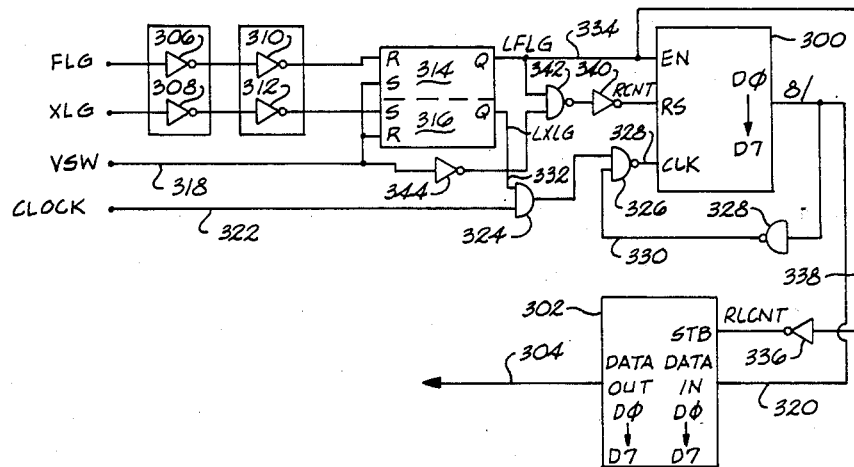 306
310
FLG
308
312
XLG
VSW
318
344
CLOCK
322
R
S
314
Q
S
R
316
Q
LFLG
334
342
340
RCNT
LXLG
332
324
328
326
330
300
EN
RS
CLK
8/
DØ
D7
328
338
302
RLCNT
STB
336
304
DATA OUT
DØ
D7
DATA IN
DØ
D7
320